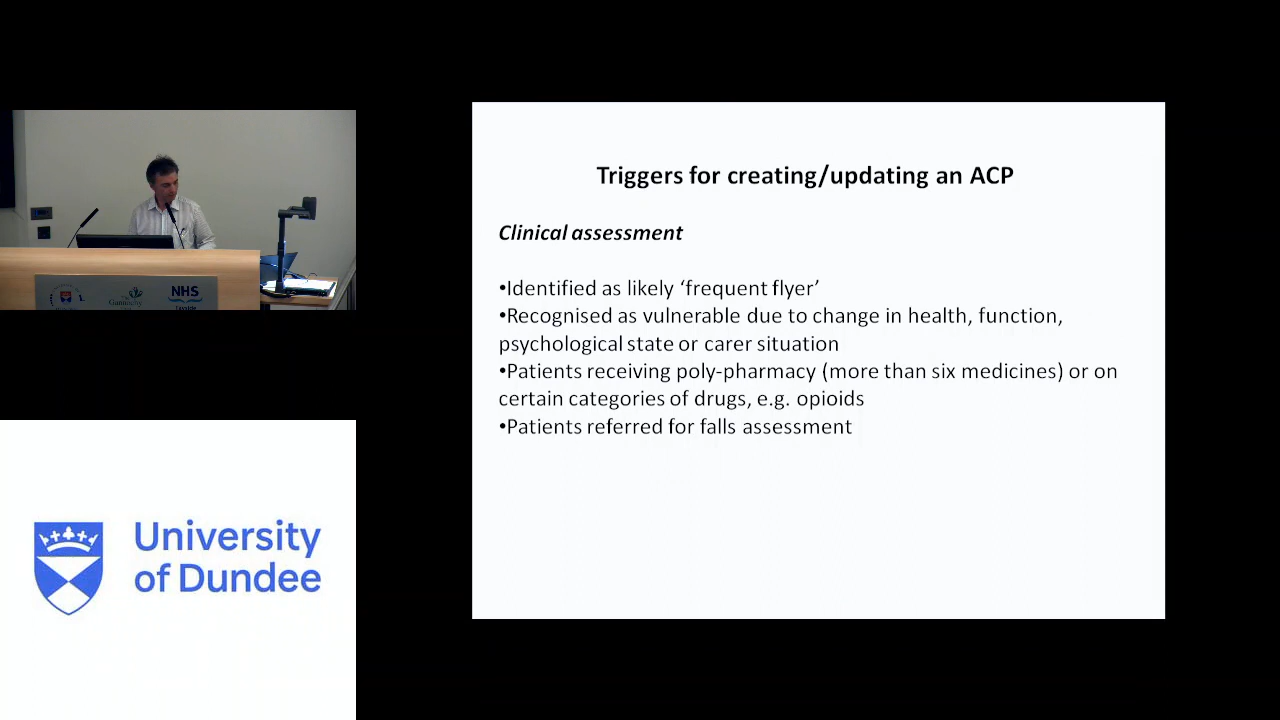 Triggers for creating/updating an ACP
Clinical assessment
•Identified as likely ‘frequent flyer’
•Recognised as vulnerable due to change in health, function,
psychological state or carer situation
•Patients receiving poly-pharmacy (more than six medicines) or on
certain categories of drugs, e.g. opioids
•Patients referred for falls assessment
NHS
University
of Dundee